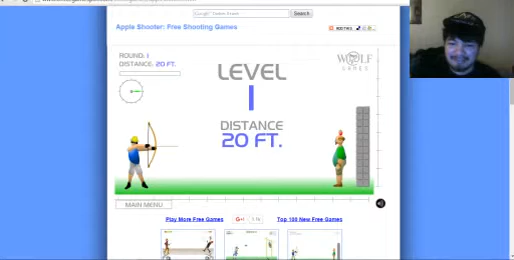 Search
Apple Shooter: Free Shooting Games
ROUND: 1
DISTANCE: 20 FT.
WOLF
GAMES
LEVEL
1
DISTANCE
20 FT.
MAIN MENU
Play More Free Games
Top 100 New Free Games